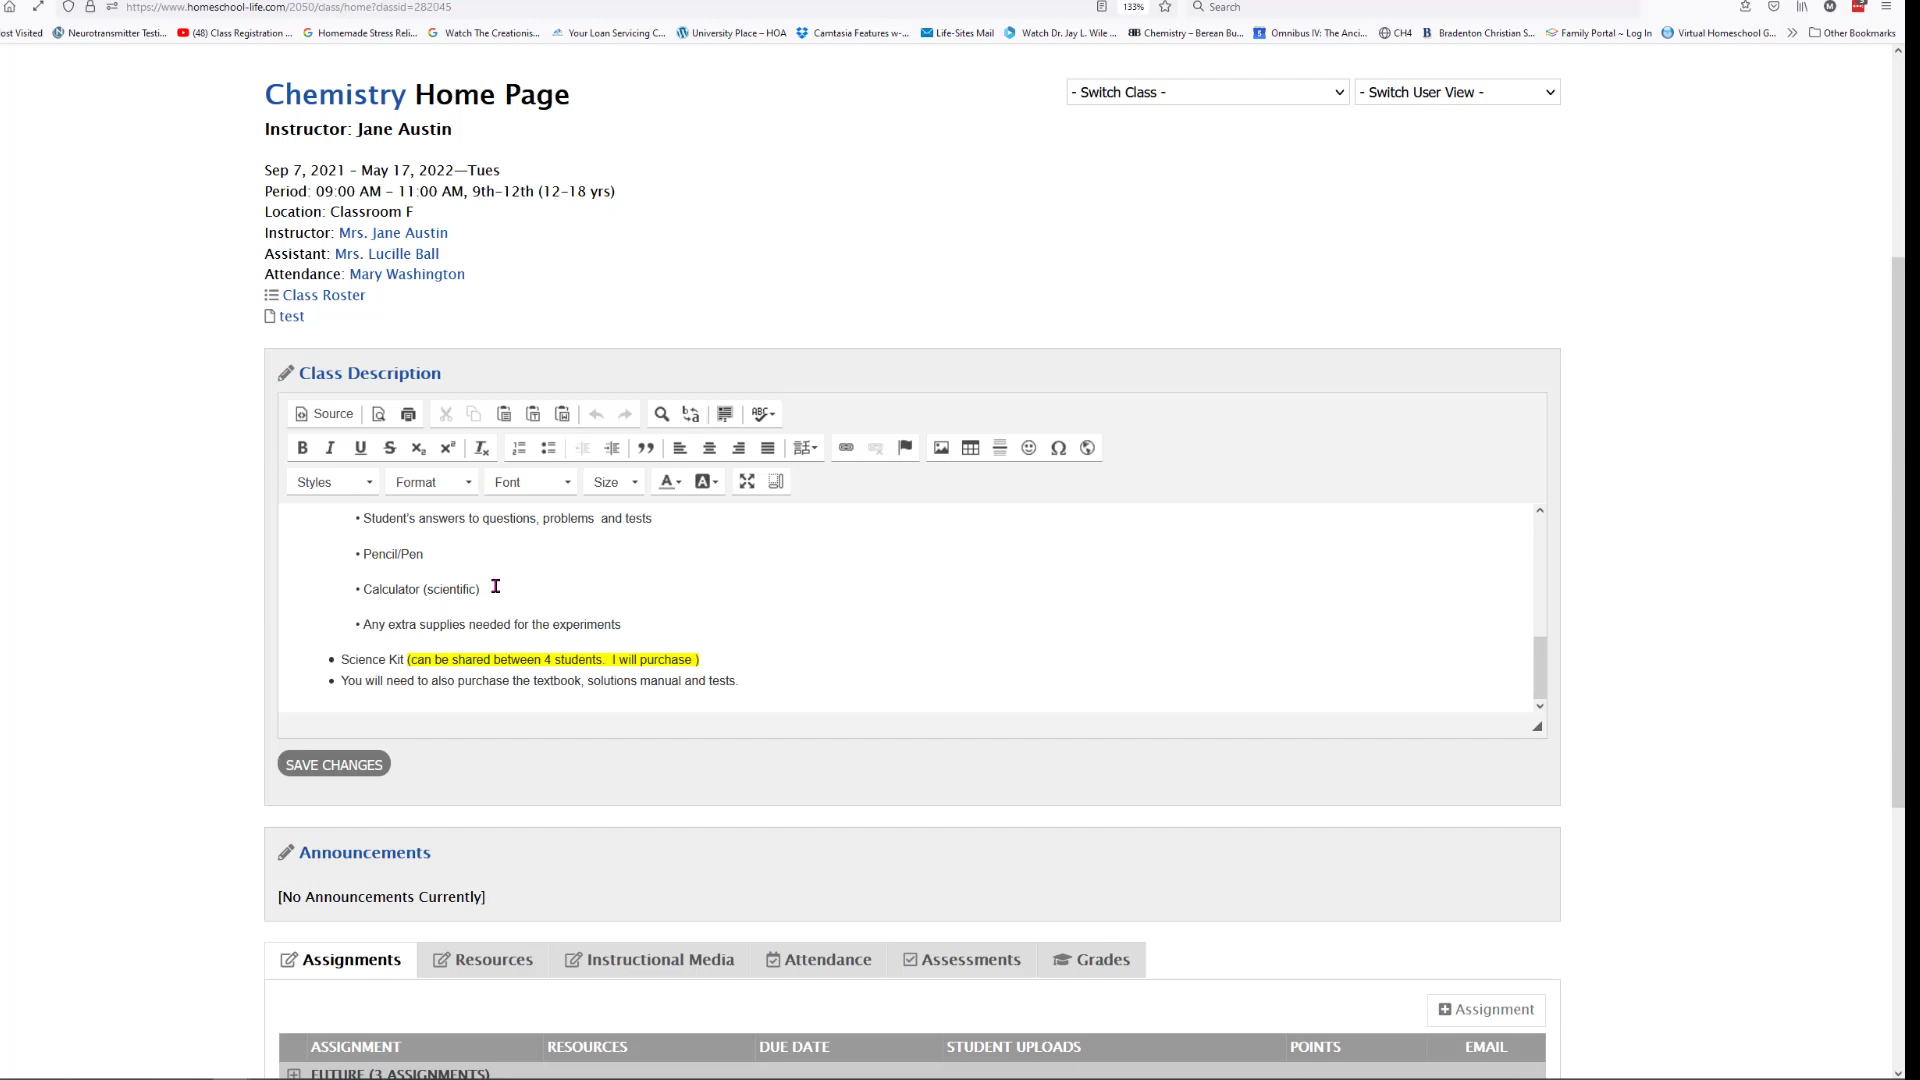 https://www.homeschool-life.com/2050/class/home?classid=282045
133%
Search
ost Visited
Neurotransmitter Testi...
(48) Class Registration ...
Homemade Stress Reli...
Watch The Creationis...
Your Loan Servicing C...
University Place – HOA
Camtasia Features w-...
Life-Sites Mail
Watch Dr. Jay L. Wile ...
Chemistry – Berean Bu...
Omnibus IV: The Anci...
CH4
Bradenton Christian S...
Family Portal ~ Log In
Virtual Homeschool G...
Other Bookmarks
Chemistry Home Page
- Switch Class -
- Switch User View -
Instructor: Jane Austin
Sep 7, 2021 - May 17, 2022—Tues
Period: 09:00 AM - 11:00 AM, 9th-12th (12-18 yrs)
Location: Classroom F
Instructor: Mrs. Jane Austin
Assistant: Mrs. Lucille Ball
Attendance: Mary Washington
Class Roster
test
Class Description
Source
Styles
Format
Font
Size
• Student's answers to questions, problems and tests
• Pencil/Pen
• Calculator (scientific)
• Any extra supplies needed for the experiments
• Science Kit (can be shared between 4 students. I will purchase )
• You will need to also purchase the textbook, solutions manual and tests.
SAVE CHANGES
Announcements
[No Announcements Currently]
Assignments
Resources
Instructional Media
Attendance
Assessments
Grades
Assignment
ASSIGNMENT
RESOURCES
DUE DATE
STUDENT UPLOADS
POINTS
EMAIL
FUTURE (3 ASSIGNMENTS)